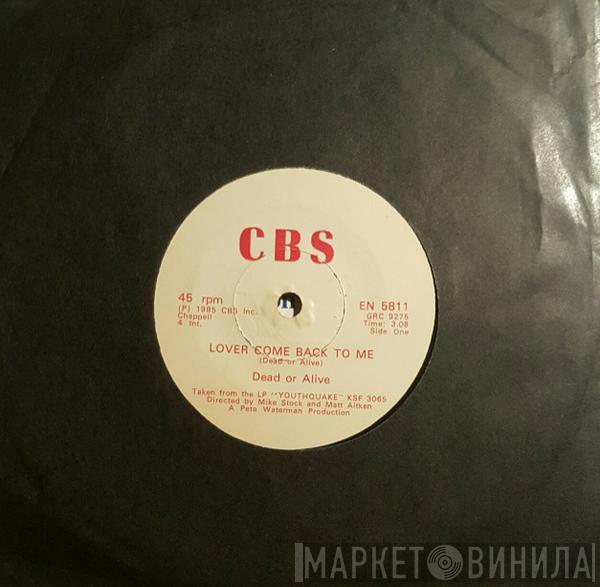 CBS
45 rpm
(P) 1985 CBS Inc.
Chappell
4 Int.
EN 5811
GRC 9275
Time: 3.08
Side One
LOVER COME BACK TO ME
(Dead or Alive)
Dead or Alive
Taken from the LP "YOUTHQUAKE" KSF 3065
Directed by Mike Stock and Matt Aitken
A Pete Waterman Production
МАРКЕТ ВИНИЛА